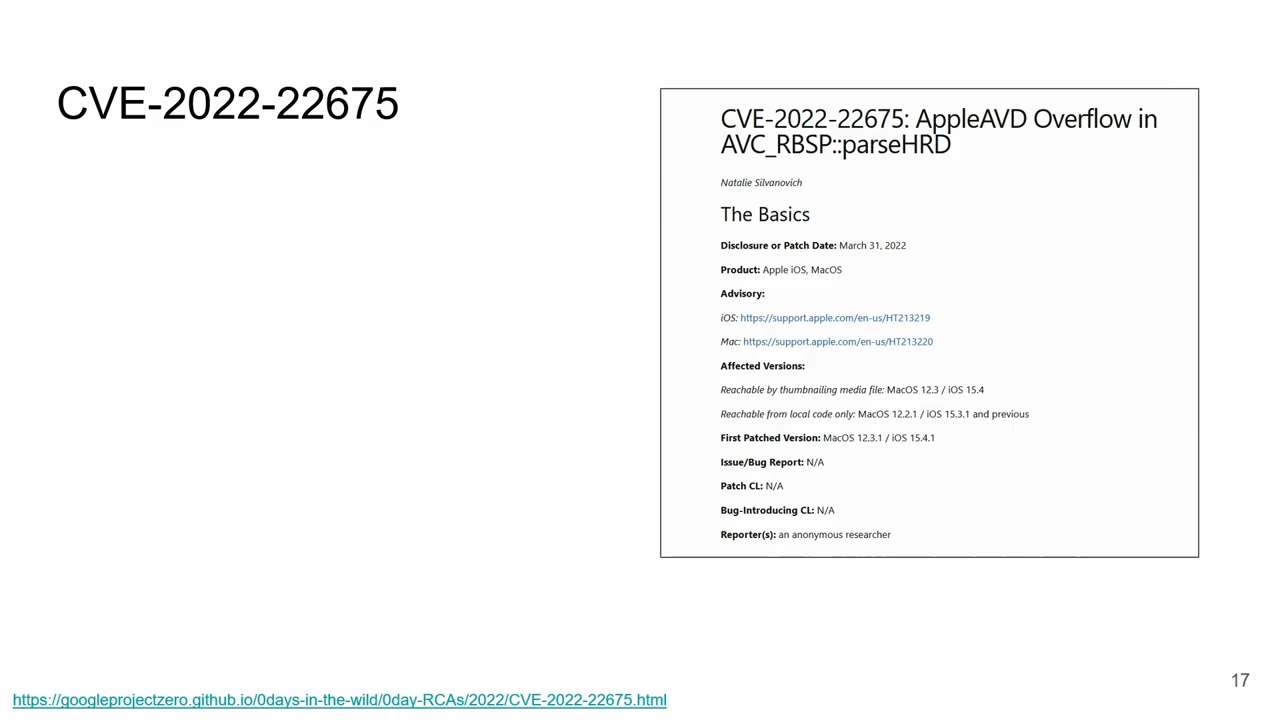 CVE-2022-22675
CVE-2022-22675: AppleAVD Overflow in
AVC_RBSP::parseHRD
Natalie Silvanovich
The Basics
Disclosure or Patch Date: March 31, 2022
Product: Apple iOS, MacOS
Advisory:
iOS: https://support.apple.com/en-us/HT213219
Mac: https://support.apple.com/en-us/HT213220
Affected Versions:
Reachable by thumbnailing media file: MacOS 12.3 / iOS 15.4
Reachable from local code only: MacOS 12.2.1 / iOS 15.3.1 and previous
First Patched Version: MacOS 12.3.1 / iOS 15.4.1
Issue/Bug Report: N/A
Patch CL: N/A
Bug-Introducing CL: N/A
Reporter(s): an anonymous researcher
17
https://googleprojectzero.github.io/0days-in-the-wild/0day-RCAs/2022/CVE-2022-22675.html